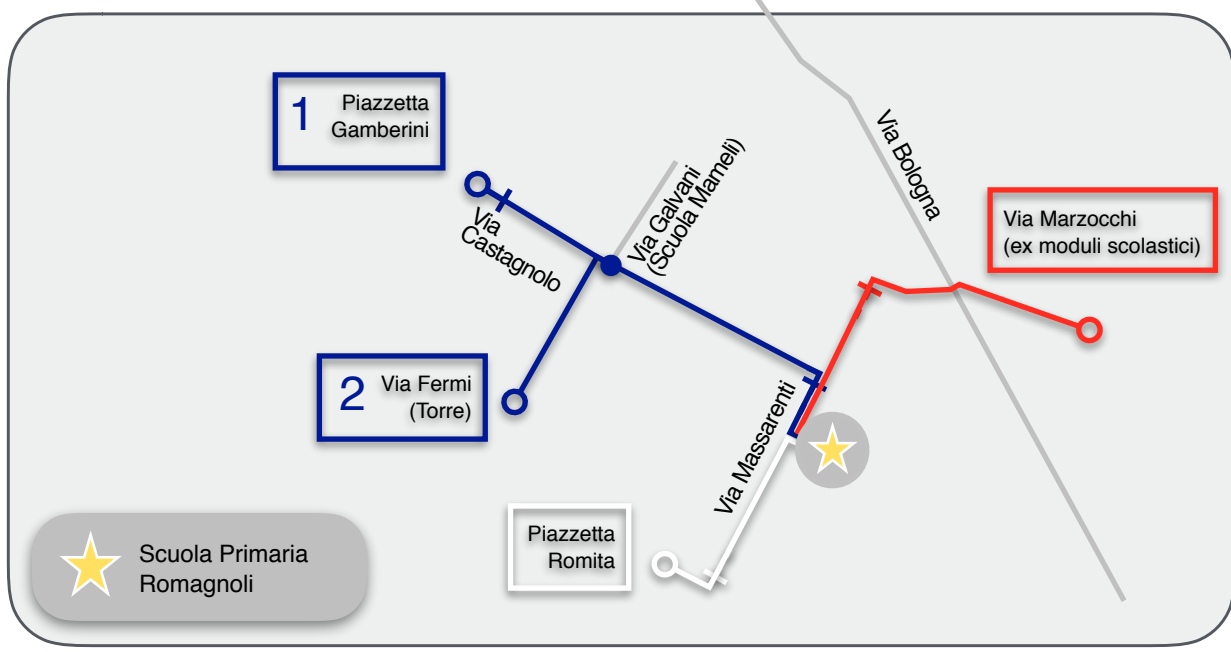 1
Piazzetta
Gamberini
Via Bologna
Via Galvani
(Scuola Mameli)
Via
Castagnolo
Via Marzocchi
(ex moduli scolastici)
2
Via Fermi
(Torre)
Via Massarenti
Piazzetta
Romita
Scuola Primaria
Romagnoli